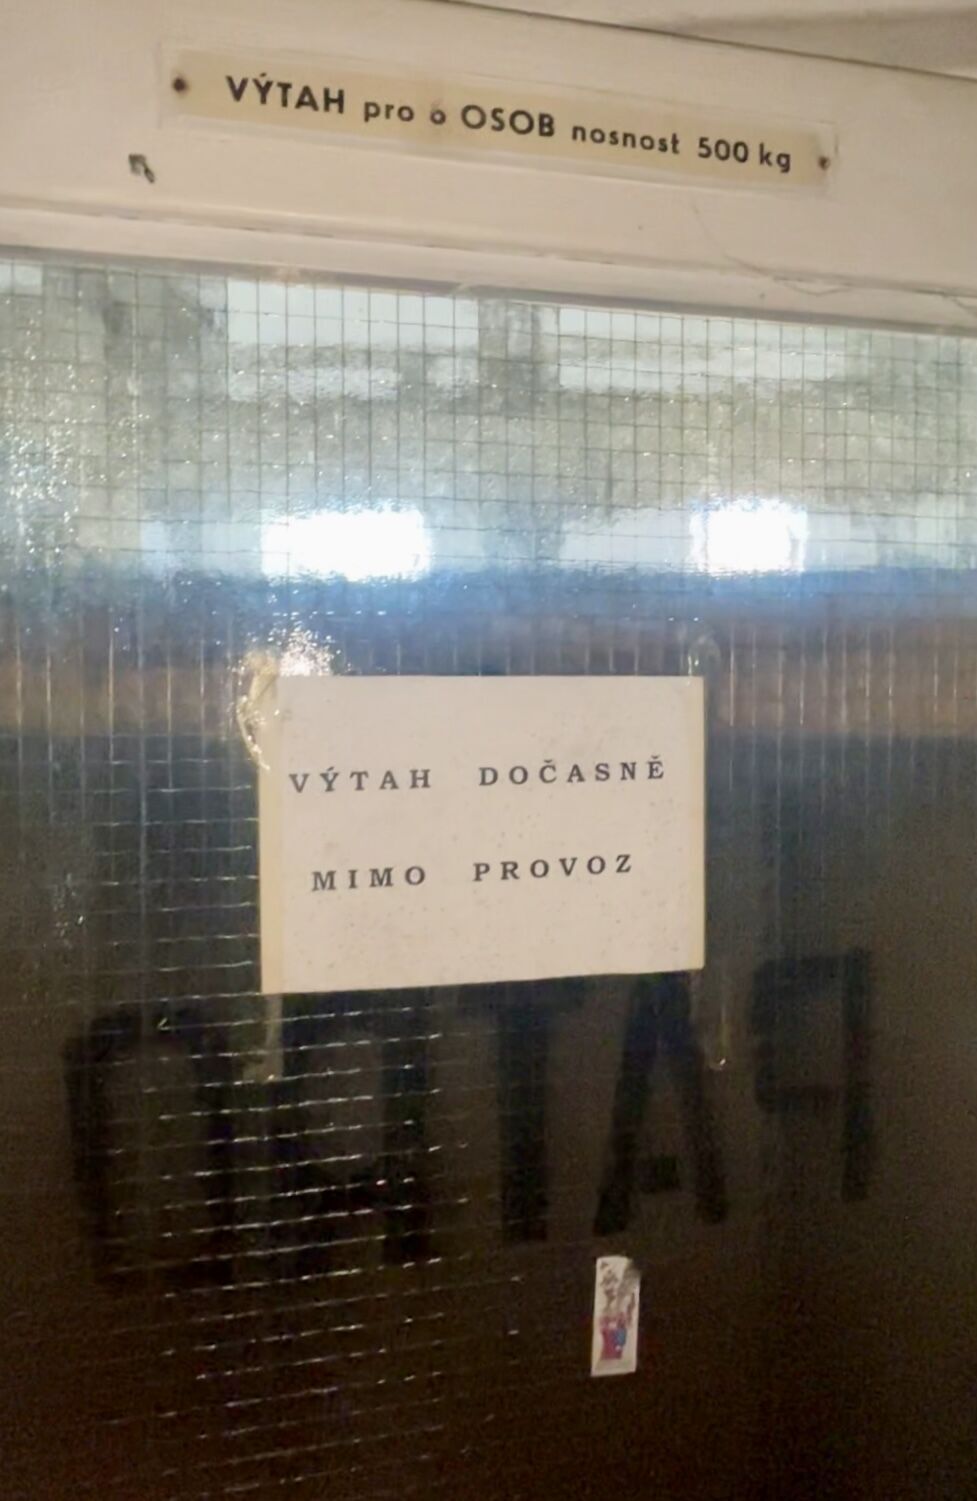 VÝTAH pro 6 OSOB nosnost 500 kg
VÝTAH DOČASNĚ
MIMO PROVOZ